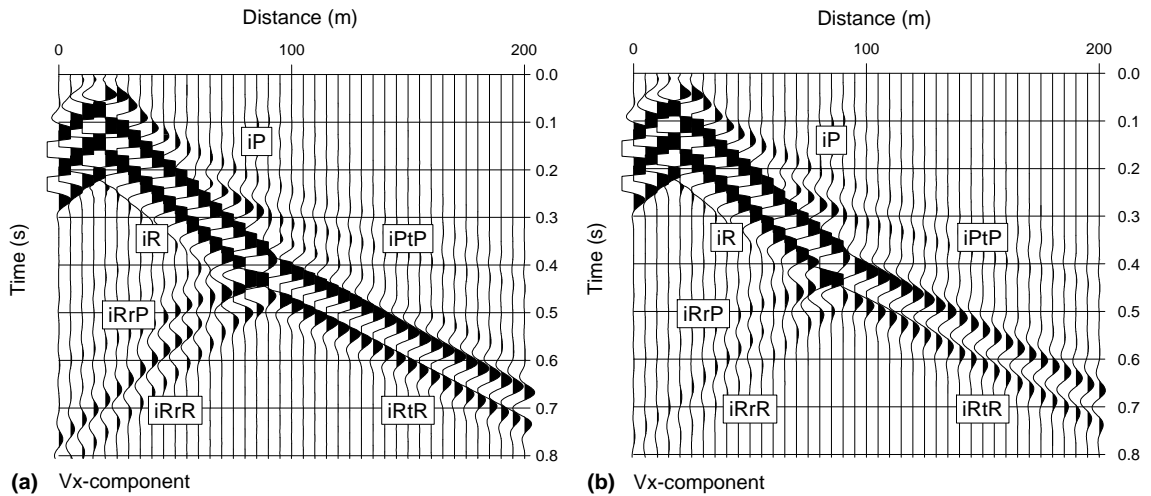 Distance (m)
0 100 200
Time (s)
0.0
0.1
0.2
0.3
0.4
0.5
0.6
0.7
0.8
iP
iR
iPtP
iRrP
iRrR
iRtR
(a) Vx-component
Distance (m)
0 100 200
Time (s)
0.0
0.1
0.2
0.3
0.4
0.5
0.6
0.7
0.8
iP
iR
iPtP
iRrP
iRrR
iRtR
(b) Vx-component